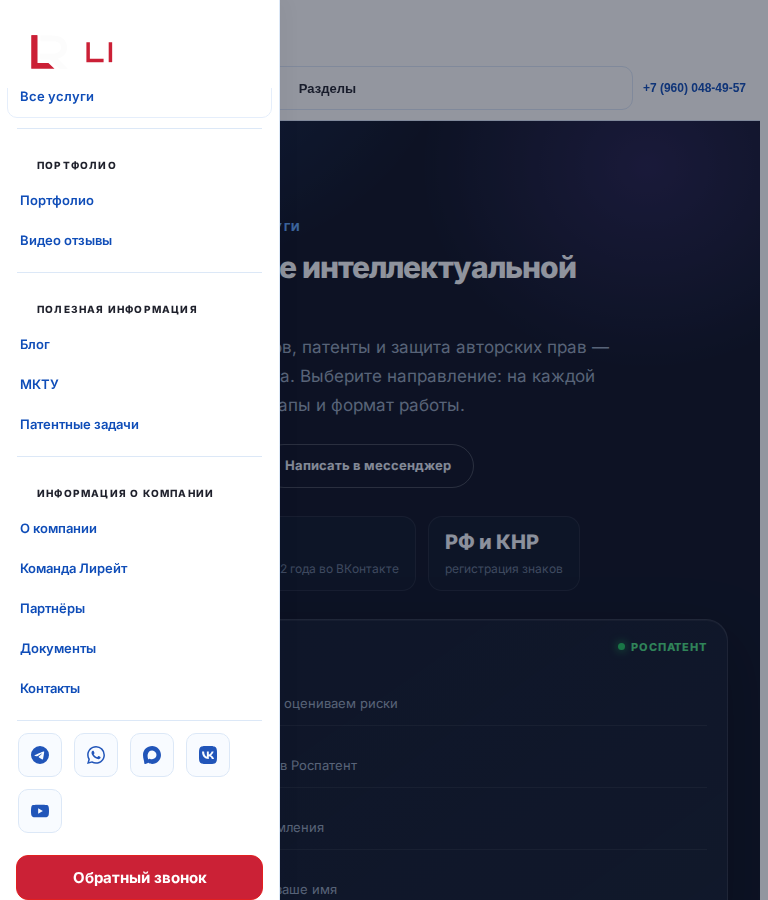 LI
Все услуги
ПОРТФОЛИО
Портфолио
Видео отзывы
ПОЛЕЗНАЯ ИНФОРМАЦИЯ
Блог
МКТУ
Патентные задачи
ИНФОРМАЦИЯ О КОМПАНИИ
О компании
Команда Лирейт
Партнёры
Документы
Контакты
Обратный звонок
Разделы
+7 (960) 048-49-57
е интеллектуальной
в, патенты и защита авторских прав —
а. Выберите направление: на каждой
апы и формат работы.
Написать в мессенджер
2 года во ВКонтакте
РФ и КНР
регистрация знаков
РОСПАТЕНТ
оцениваем риски
в Роспатент
мления
ваше имя